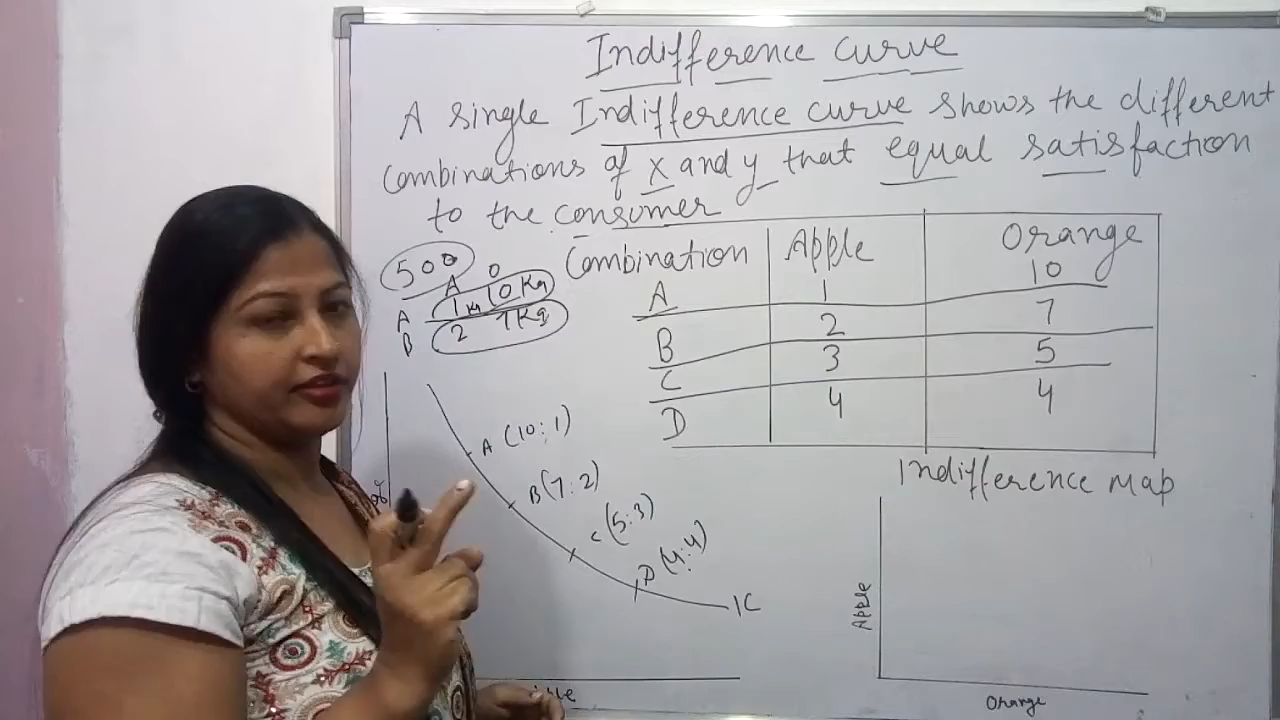 Indifference curve
A single Indifference curve shows the different
combinations of x and y that equal satisfaction
to the consumer
500
A O
A 1 kg 10 Kg
B 2 7 Kg
Combination Apple Orange
A 1 10
B 2 7
C 3 5
D 4 4
A (10:1)
B (7:2)
C (5:3)
D (4:4)
IC
Indifference Map
Apple
Orange